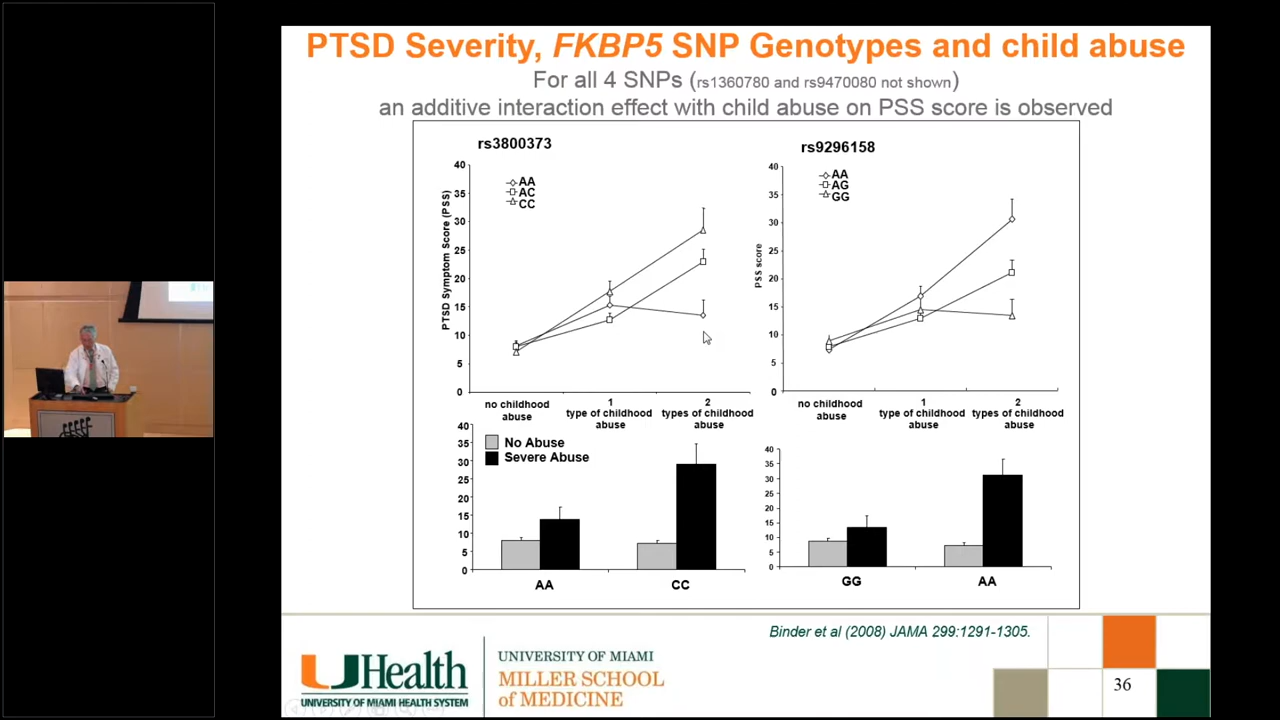 PTSD Severity, FKBP5 SNP Genotypes and child abuse
For all 4 SNPs (rs1360780 and rs9470080 not shown)
an additive interaction effect with child abuse on PSS score is observed
rs3800373
AA
AC
CC
PTSD Symptom Score (PSS)
40
35
30
25
20
15
10
5
0
no childhood
abuse
1
type of childhood
abuse
2
types of childhood
abuse
rs9296158
AA
AG
GG
PSS score
40
35
30
25
20
15
10
5
0
no childhood
abuse
1
type of childhood
abuse
2
types of childhood
abuse
No Abuse
Severe Abuse
40
35
30
25
20
15
10
5
0
AA
CC
40
35
30
25
20
15
10
5
0
GG
AA
Binder et al (2008) JAMA 299:1291-1305.
UHealth
UNIVERSITY OF MIAMI HEALTH SYSTEM
UNIVERSITY OF MIAMI
MILLER SCHOOL
of MEDICINE
36